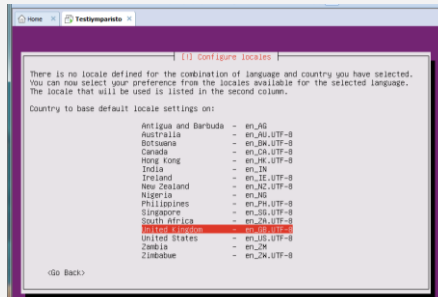 Home × Testiymparisto ×
[!] Configure locales
There is no locale defined for the combination of language and country you have selected.
You can now select your preference from the locales available for the selected language.
The locale that will be used is listed in the second column.
Country to base default locale settings on:
Antigua and Barbuda - en_AG
Australia - en_AU.UTF-8
Botswana - en_BW.UTF-8
Canada - en_CA.UTF-8
Hong Kong - en_HK.UTF-8
India - en_IN
Ireland - en_IE.UTF-8
New Zealand - en_NZ.UTF-8
Nigeria - en_NG
Philippines - en_PH.UTF-8
Singapore - en_SG.UTF-8
South Africa - en_ZA.UTF-8
United Kingdom - en_GB.UTF-8
United States - en_US.UTF-8
Zambia - en_ZM
Zimbabwe - en_ZW.UTF-8
<Go Back>